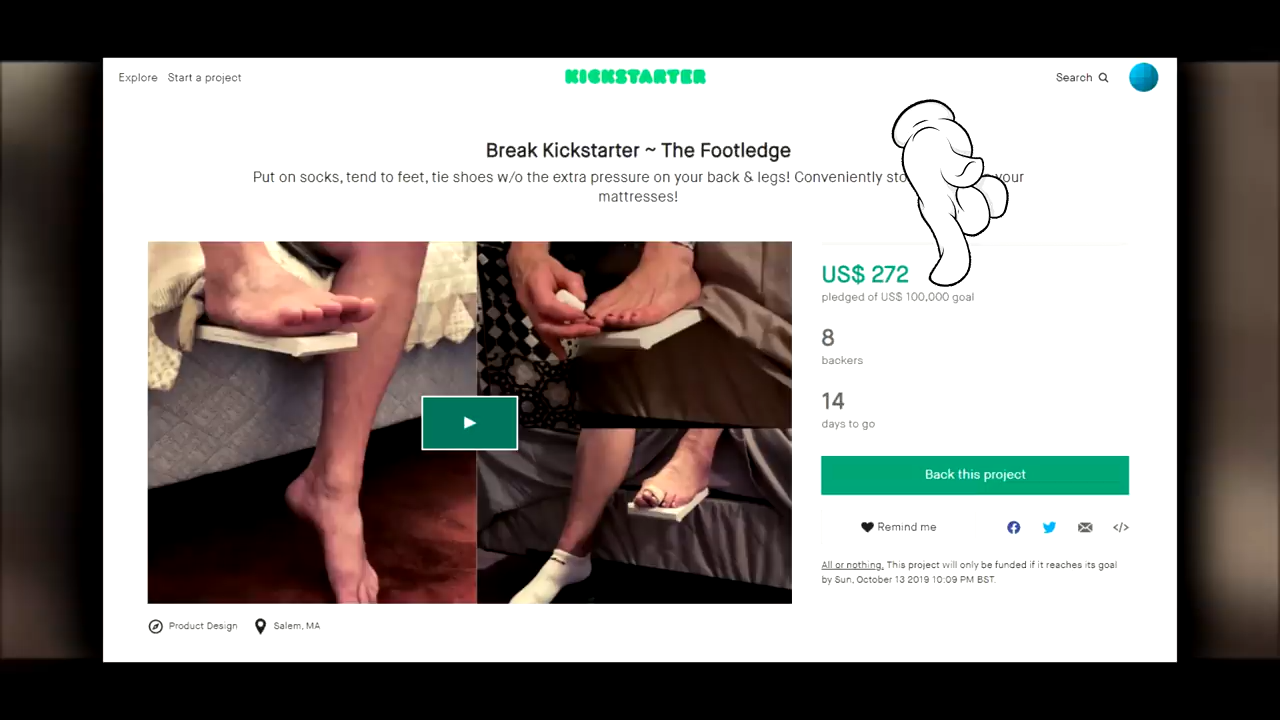 Explore Start a project KICKSTARTER Search
Break Kickstarter ~ The Footledge
Put on socks, tend to feet, tie shoes w/o the extra pressure on your back & legs! Conveniently your
mattresses!
US$ 272
pledged of US$ 100,000 goal
8
backers
14
days to go
Back this project
Remind me </>
All or nothing. This project will only be funded if it reaches its goal
by Sun, October 13 2019 10:09 PM BST.
Product Design Salem, MA